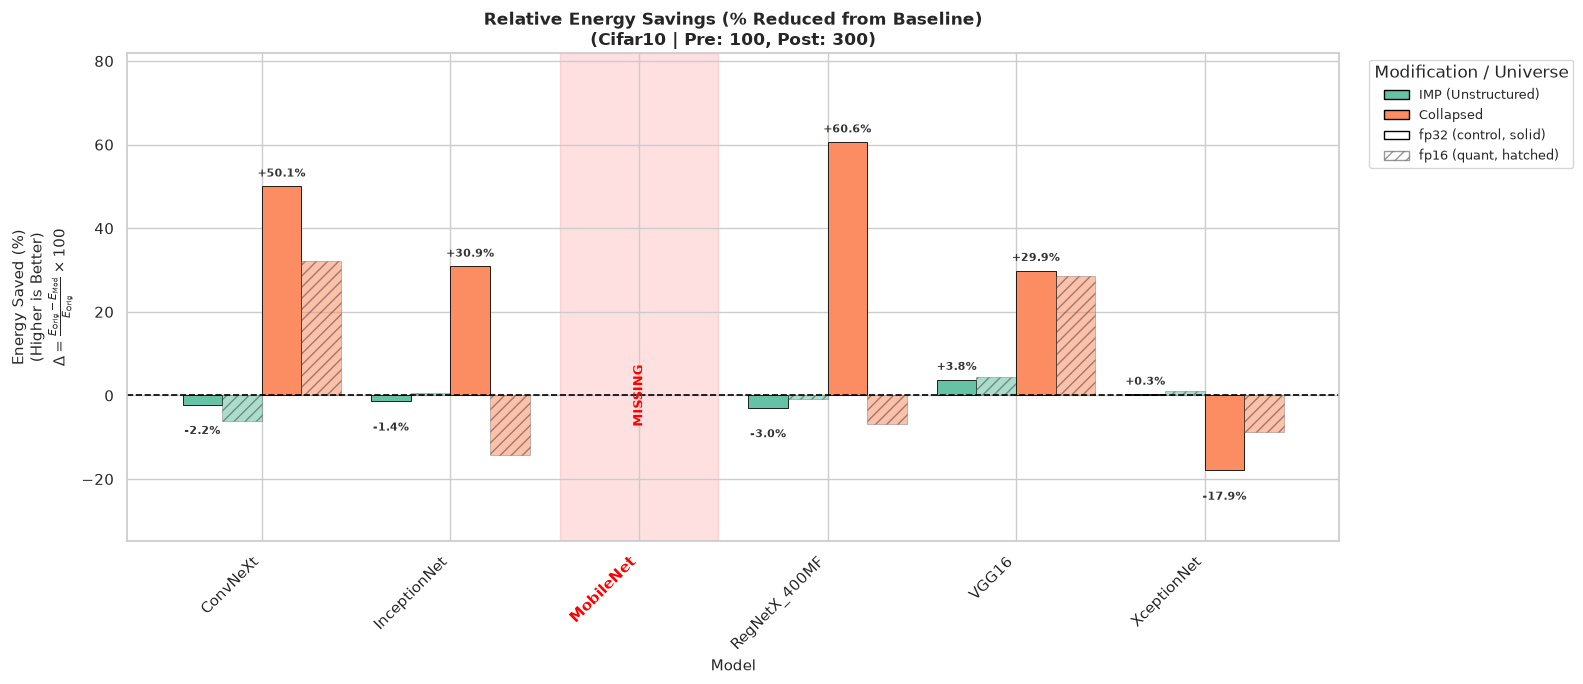 Relative Energy Savings (% Reduced from Baseline)
(Cifar10 | Pre: 100, Post: 300)
Energy Saved (%)
(Higher is Better)
Δ = (E_Orig − E_Mod) / E_Orig × 100
80
60
40
20
0
−20
-2.2%
+50.1%
-1.4%
+30.9%
MISSING
-3.0%
+60.6%
+3.8%
+29.9%
+0.3%
-17.9%
ConvNeXt
InceptionNet
MobileNet
RegNetX_400MF
VGG16
XceptionNet
Model
Modification / Universe
IMP (Unstructured)
Collapsed
fp32 (control, solid)
fp16 (quant, hatched)